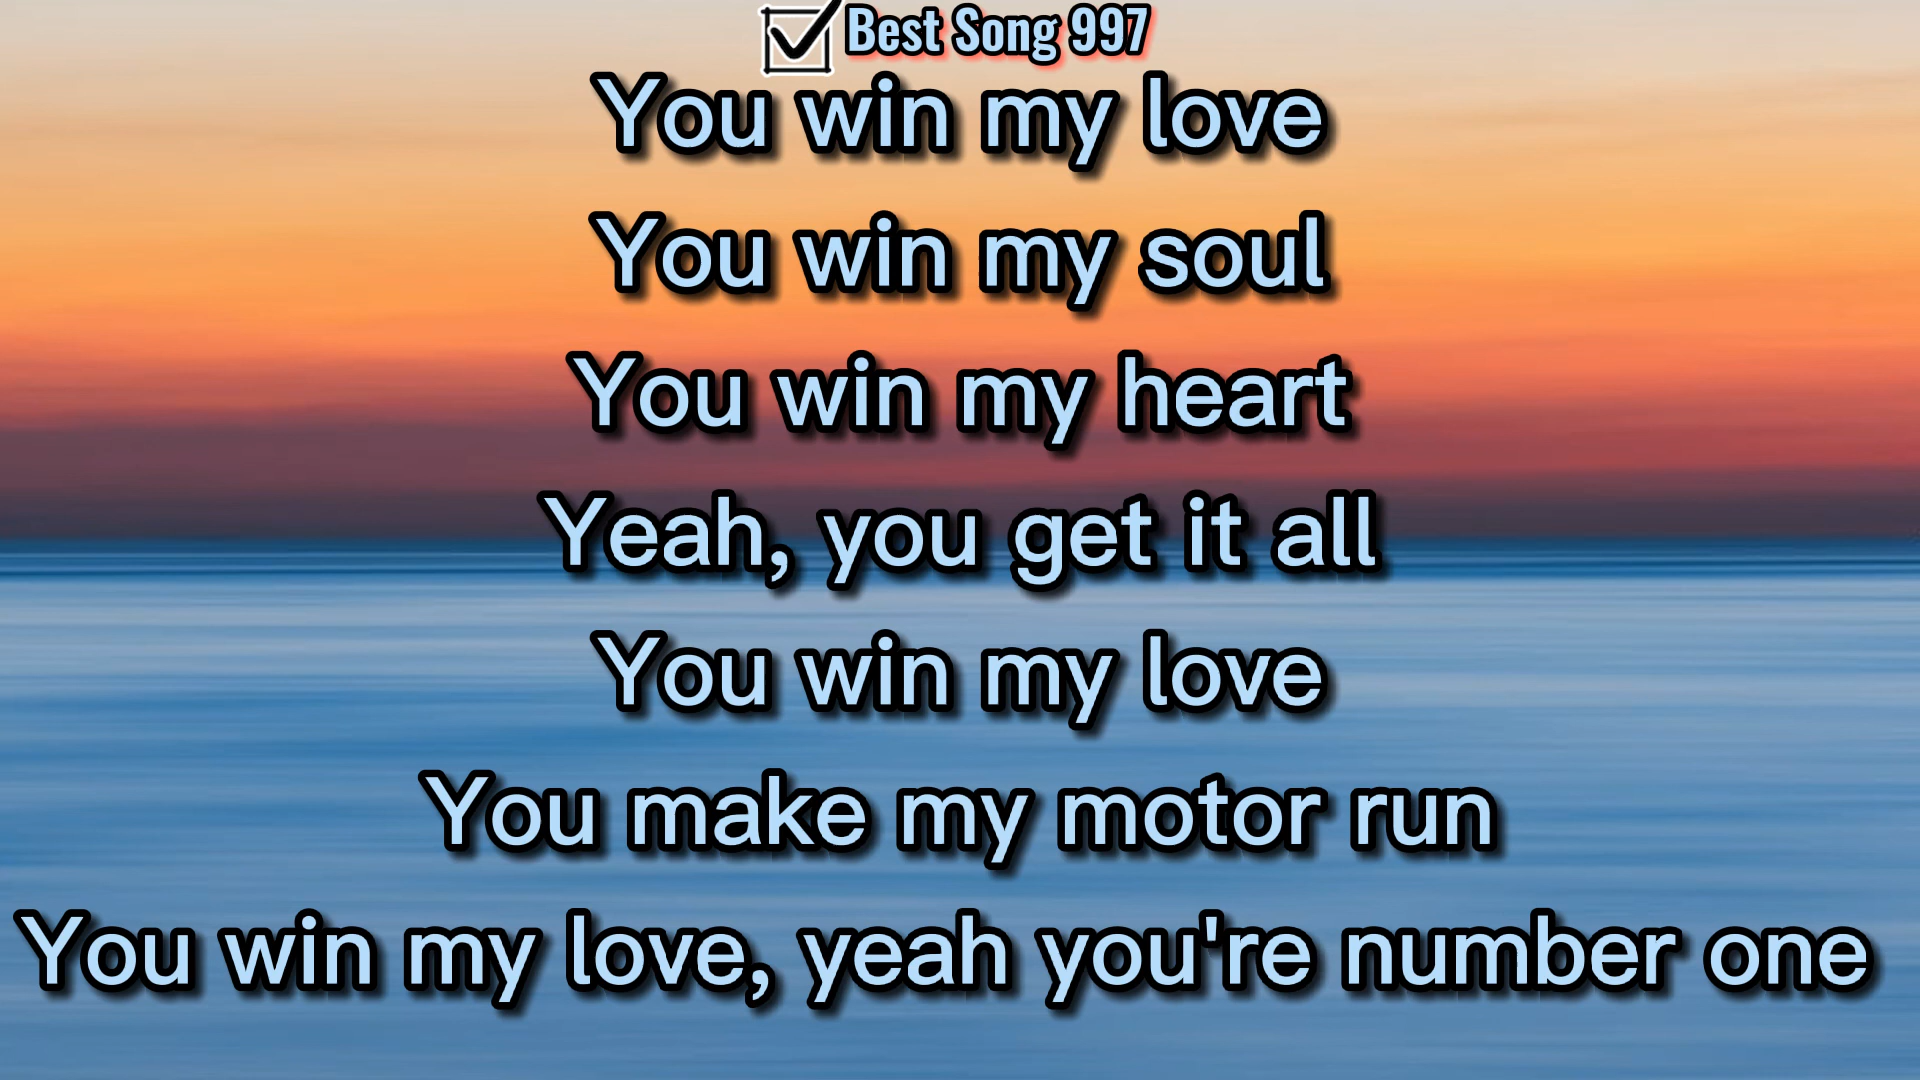 Best Song 997
You win my love
You win my soul
You win my heart
Yeah, you get it all
You win my love
You make my motor run
You win my love, yeah you're number one